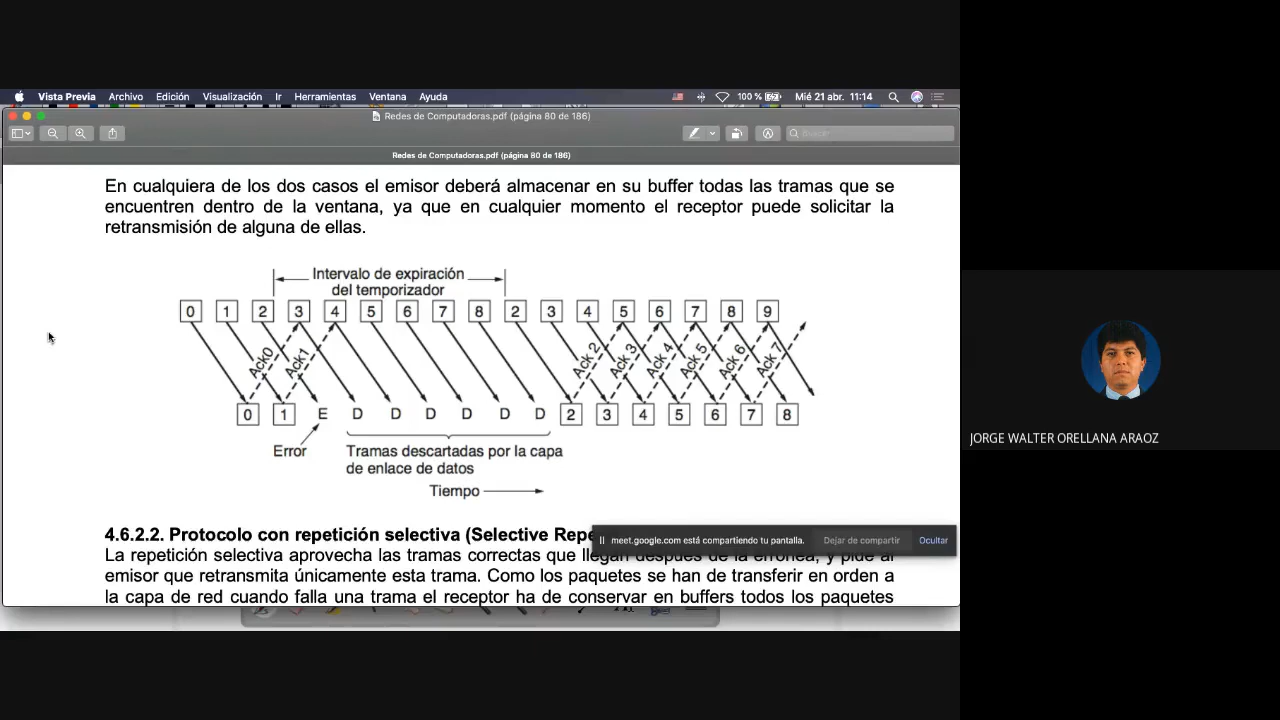 Vista Previa Archivo Edición Visualización Ir Herramientas Ventana Ayuda 100 % Mié 21 abr. 11:14
Redes de Computadoras.pdf (página 80 de 186)
Buscar
Redes de Computadoras.pdf (página 80 de 186)
En cualquiera de los dos casos el emisor deberá almacenar en su buffer todas las tramas que se
encuentren dentro de la ventana, ya que en cualquier momento el receptor puede solicitar la
retransmisión de alguna de ellas.
Intervalo de expiración
del temporizador
0 1 2 3 4 5 6 7 8 2 3 4 5 6 7 8 9
Ack0 Ack1 Ack 2 Ack 3 Ack 4 Ack 5 Ack 6 Ack 7
0 1 E D D D D D D 2 3 4 5 6 7 8
Error
Tramas descartadas por la capa
de enlace de datos
Tiempo
4.6.2.2. Protocolo con repetición selectiva (Selective Repe
meet.google.com está compartiendo tu pantalla. Dejar de compartir Ocultar
La repetición selectiva aprovecha las tramas correctas que llegan después de la errónea, y pide al
emisor que retransmita únicamente esta trama. Como los paquetes se han de transferir en orden a
la capa de red cuando falla una trama el receptor ha de conservar en buffers todos los paquetes
JORGE WALTER ORELLANA ARAOZ